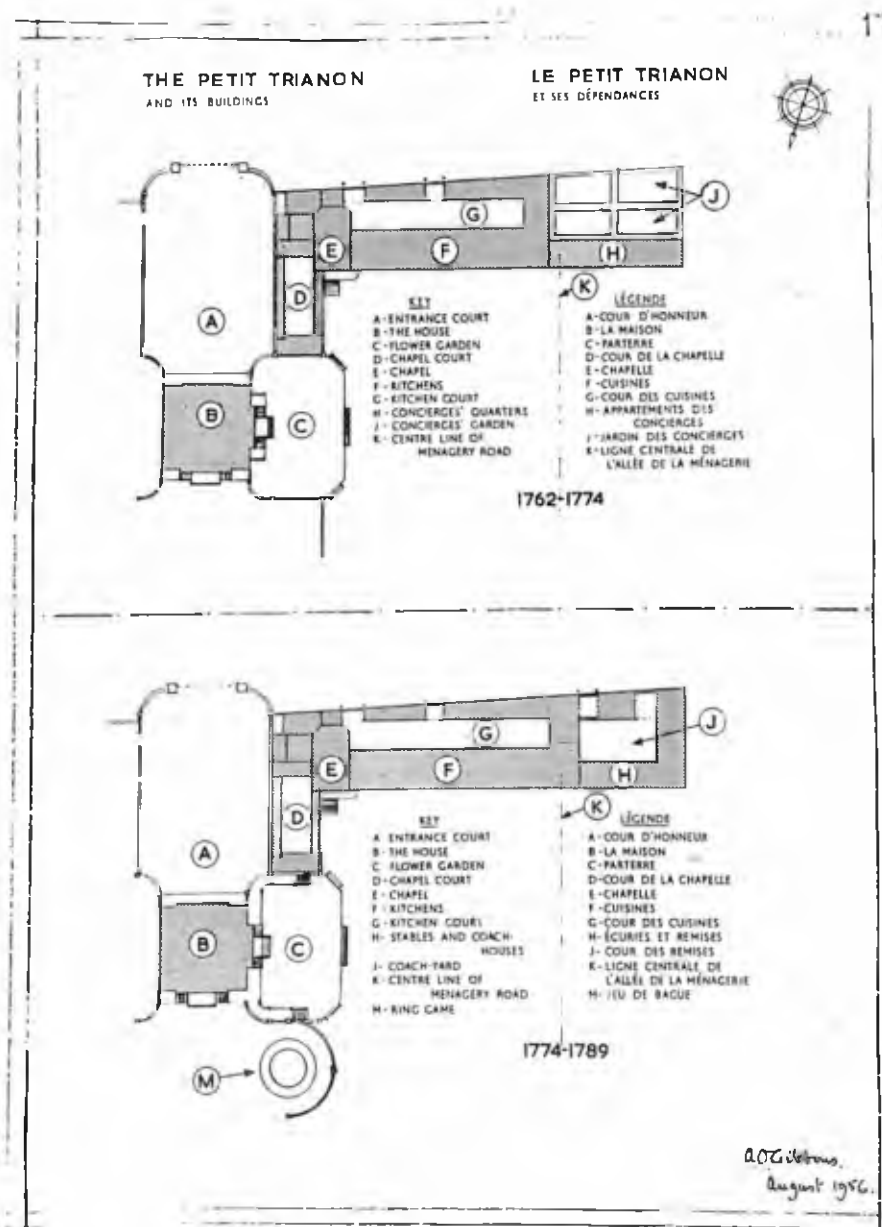 THE PETIT TRIANON
AND ITS BUILDINGS
LE PETIT TRIANON
ET SES DÉPENDANCES
A
B
C
D
E
F
G
(H)
J
K
KEY
A-ENTRANCE COURT
B-THE HOUSE
C-FLOWER GARDEN
D-CHAPEL COURT
E-CHAPEL
F-KITCHENS
G-KITCHEN COURT
H-CONCIERGES' QUARTERS
J-CONCIERGES' GARDEN
K-CENTRE LINE OF
MENAGERY ROAD
LÉGENDE
A-COUR D'HONNEUR
B-LA MAISON
C-PARTERRE
D-COUR DE LA CHAPELLE
E-CHAPELLE
F-CUISINES
G-COUR DES CUISINES
H-APPARTEMENTS DES
CONCIERGES
J-JARDIN DES CONCIERGES
K-LIGNE CENTRALE DE
L'ALLÉE DE LA MÉNAGERIE
1762-1774
A
B
C
D
E
F
G
(H)
J
K
M
KEY
A ENTRANCE COURT
B-THE HOUSE
C FLOWER GARDEN
D-CHAPEL COURT
E-CHAPEL
F-KITCHENS
G-KITCHEN COURT
H-STABLES AND COACH-
HOUSES
J-COACH-YARD
K-CENTRE LINE OF
MENAGERY ROAD
M-RING GAME
LÉGENDE
A-COUR D'HONNEUR
B-LA MAISON
C-PARTERRE
D-COUR DE LA CHAPELLE
E-CHAPELLE
F-CUISINES
G-COUR DES CUISINES
H-ÉCURIES ET REMISES
J-COUR DES REMISES
K-LIGNE CENTRALE DE
L'ALLÉE DE LA MÉNAGERIE
M-JEU DE BAGUE
1774-1789
A O Gibbons.
August 1956.